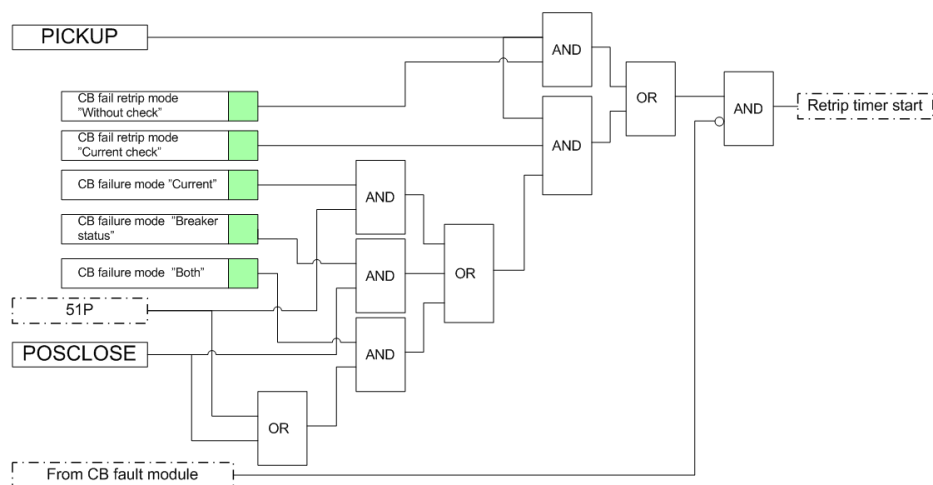 PICKUP
AND
CB fail retrip mode
"Without check"
OR
AND
Retrip timer start
CB fail retrip mode
"Current check"
AND
CB failure mode "Current"
AND
CB failure mode "Breaker
status"
AND
OR
CB failure mode "Both"
51P
POSCLOSE
AND
OR
From CB fault module